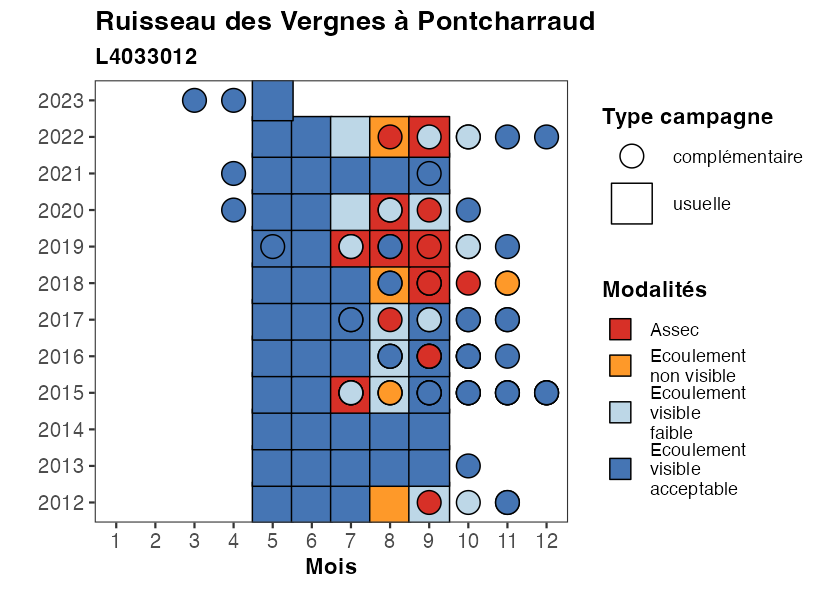 Ruisseau des Vergnes à Pontcharraud
L4033012
2023
2022
2021
2020
2019
2018
2017
2016
2015
2014
2013
2012
1 2 3 4 5 6 7 8 9 10 11 12
Mois
Type campagne
complémentaire
usuelle
Modalités
Assec
Ecoulement
non visible
Ecoulement
visible
faible
Ecoulement
visible
acceptable